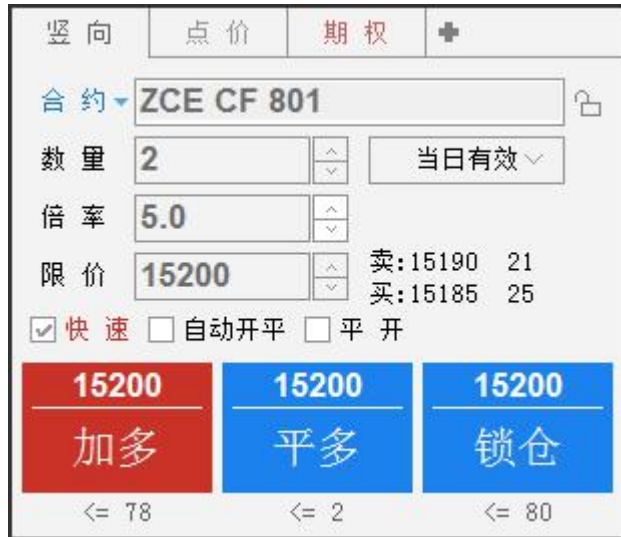 竖 向 点 价 期 权
合 约 ZCE CF 801
数 量 2 当日有效
倍 率 5.0
限 价 15200 卖:15190 21
买:15185 25
快 速 自动开平 平 开
15200 15200 15200
加多 平多 锁仓
<= 78 <= 2 <= 80